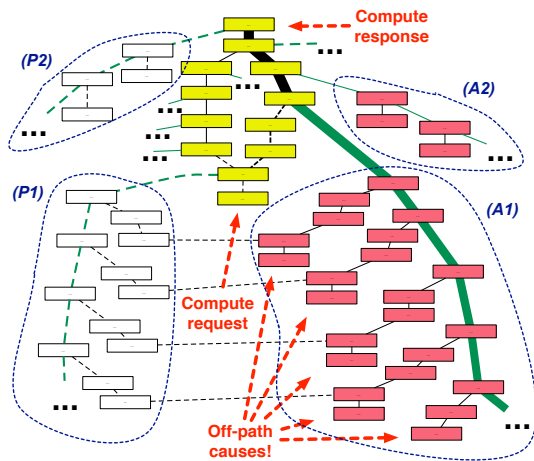 Compute
response
(P2)
(A2)
(P1)
(A1)
Compute
request
Off-path
causes!